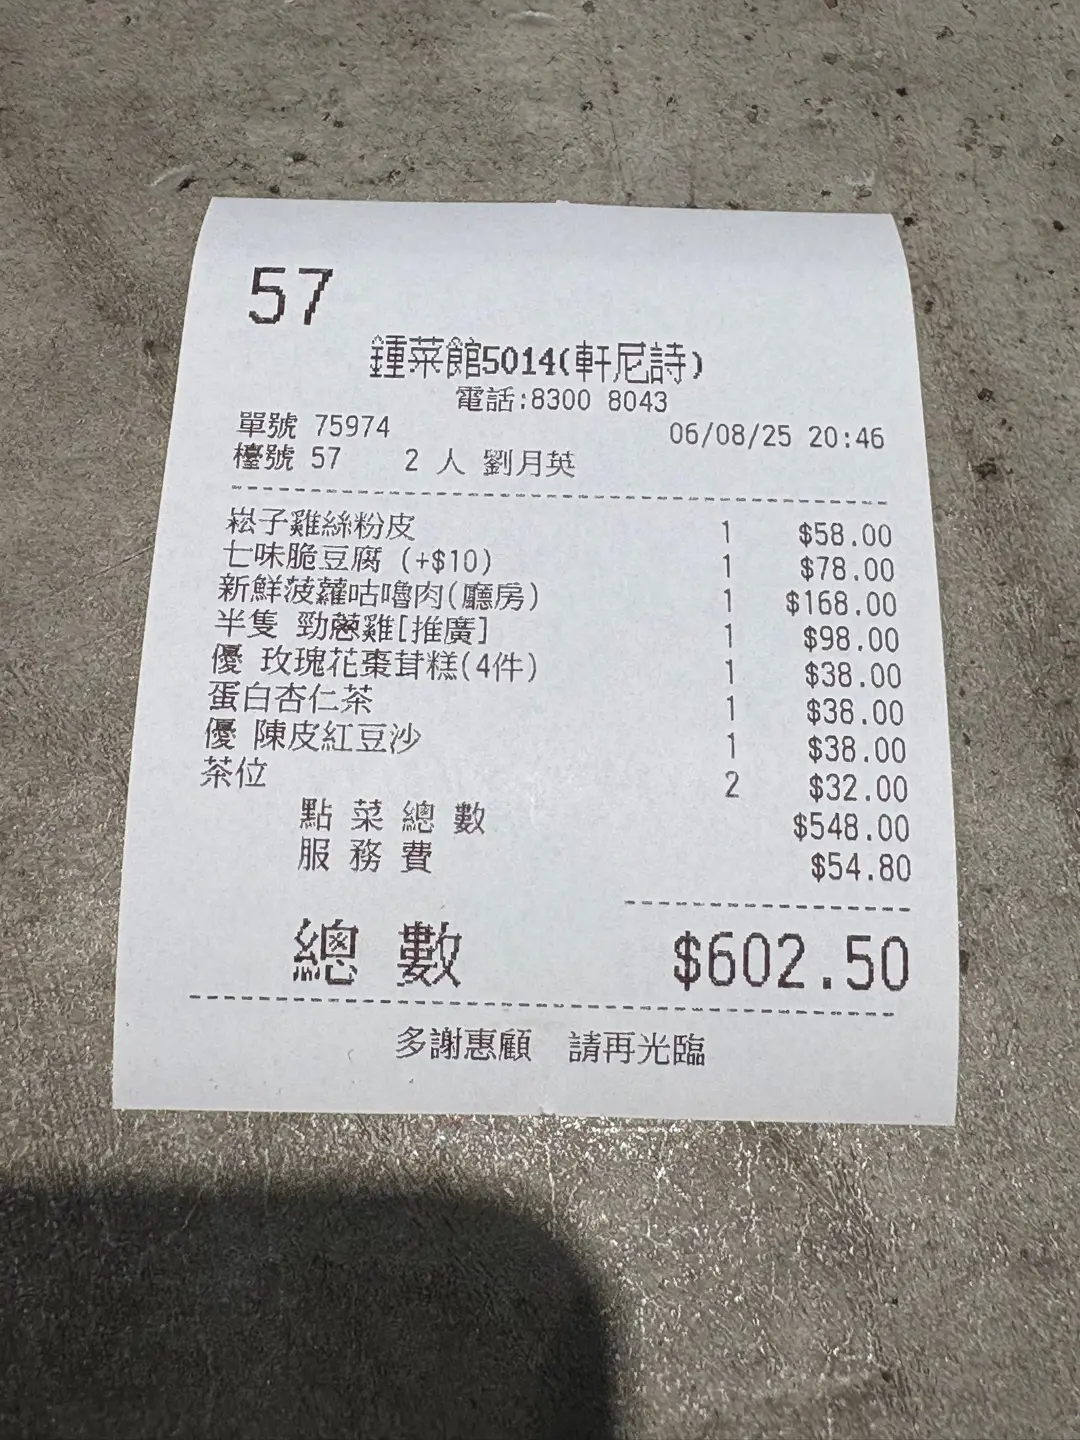 57
鍾菜館5014(軒尼詩)
電話:8300 8043
單號 75974 06/08/25 20:46
檯號 57 2 人 劉月英
崧子雞絲粉皮 1 $58.00
七味脆豆腐 (+$10) 1 $78.00
新鮮菠蘿咕嚕肉(廳房) 1 $168.00
半隻 勁蔥雞[推廣] 1 $98.00
優 玫瑰花棗茸糕(4件) 1 $38.00
蛋白杏仁茶 1 $38.00
優 陳皮紅豆沙 1 $38.00
茶位 2 $32.00
點菜總數 $548.00
服務費 $54.80
總數 $602.50
多謝惠顧 請再光臨